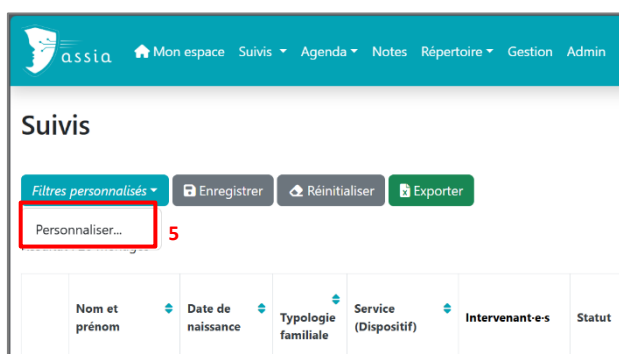 assia
Mon espace Suivis Agenda Notes Répertoire Gestion Admin
Suivis
Filtres personnalisés Enregistrer Réinitialiser Exporter
Personnaliser... 5
Nom et prénom Date de naissance Typologie familiale Service (Dispositif) Intervenant·e·s Statut